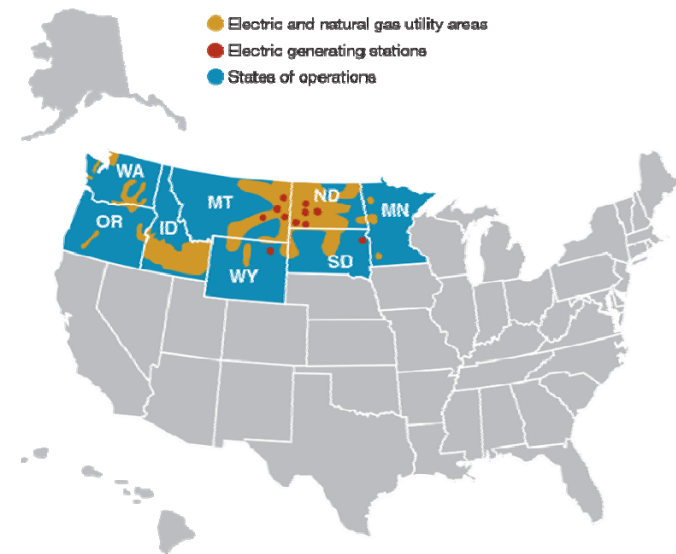 Electric and natural gas utility areas
Electric generating stations
States of operations
WA
MT
ND
MN
OR
ID
SD
WY